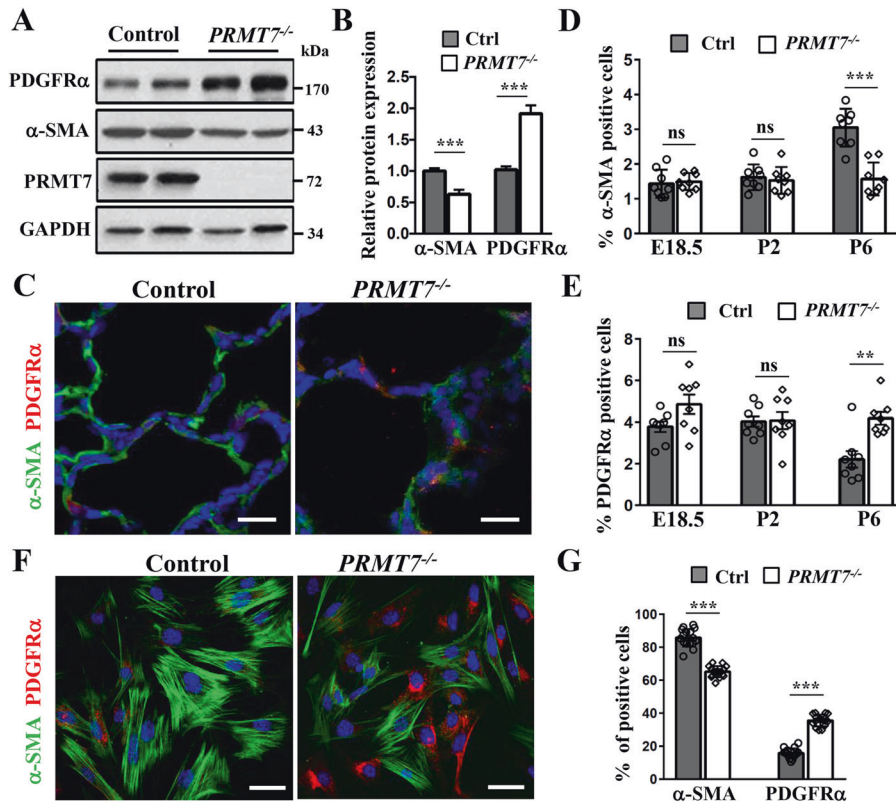 A
Control
PRMT7-/-
kDa
PDGFRα
170
α-SMA
43
PRMT7
72
GAPDH
34
B
Ctrl
PRMT7-/-
Relative protein expression
2.5
2.0
1.5
1.0
0.5
0.0
***
***
α-SMA
PDGFRα
C
Control
PRMT7-/-
α-SMA PDGFRα
D
Ctrl
PRMT7-/-
% α-SMA positive cells
5
4
3
2
1
0
ns
ns
***
E18.5
P2
P6
E
Ctrl
PRMT7-/-
% PDGFRα positive cells
8
6
4
2
0
ns
ns
**
E18.5
P2
P6
F
Control
PRMT7-/-
α-SMA PDGFRα
G
Ctrl
PRMT7-/-
% of positive cells
100
80
60
40
20
0
***
***
α-SMA
PDGFRα